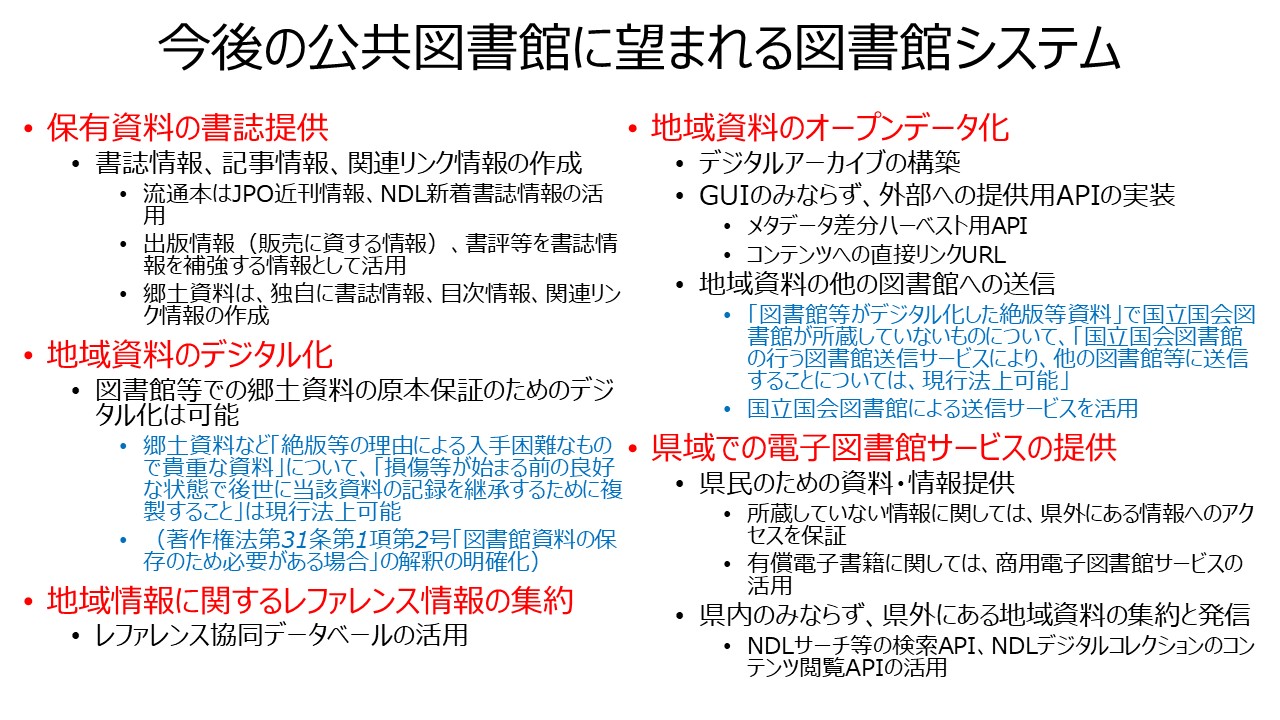 今後の公共図書館に望まれる図書館システム
• 保有資料の書誌提供
• 書誌情報、記事情報、関連リンク情報の作成
• 流通本はJPO近刊情報、NDL新着書誌情報の活
用
• 出版情報（販売に資する情報）、書評等を書誌情
報を補強する情報として活用
• 郷土資料は、独自に書誌情報、目次情報、関連リン
ク情報の作成
• 地域資料のデジタル化
• 図書館等での郷土資料の原本保証のためのデジ
タル化は可能
• 郷土資料など「絶版等の理由による入手困難なもの
で貴重な資料」について、「損傷等が始まる前の良好
な状態で後世に当該資料の記録を継承するために複
製すること」は現行法上可能
• （著作権法第31条第1項第2号「図書館資料の保
存のため必要がある場合」の解釈の明確化）
• 地域情報に関するレファレンス情報の集約
• レファレンス協同データベールの活用
• 地域資料のオープンデータ化
• デジタルアーカイブの構築
• GUIのみならず、外部への提供用APIの実装
• メタデータ差分ハーベスト用API
• コンテンツへの直接リンクURL
• 地域資料の他の図書館への送信
• 「図書館等がデジタル化した絶版等資料」で国立国会図
書館が所蔵していないものについて、「国立国会図書館
の行う図書館送信サービスにより、他の図書館等に送信
することについては、現行法上可能」
• 国立国会図書館による送信サービスを活用
• 県域での電子図書館サービスの提供
• 県民のための資料・情報提供
• 所蔵していない情報に関しては、県外にある情報へのアク
セスを保証
• 有償電子書籍に関しては、商用電子図書館サービスの
活用
• 県内のみならず、県外にある地域資料の集約と発信
• NDLサーチ等の検索API、NDLデジタルコレクションのコン
テンツ閲覧APIの活用